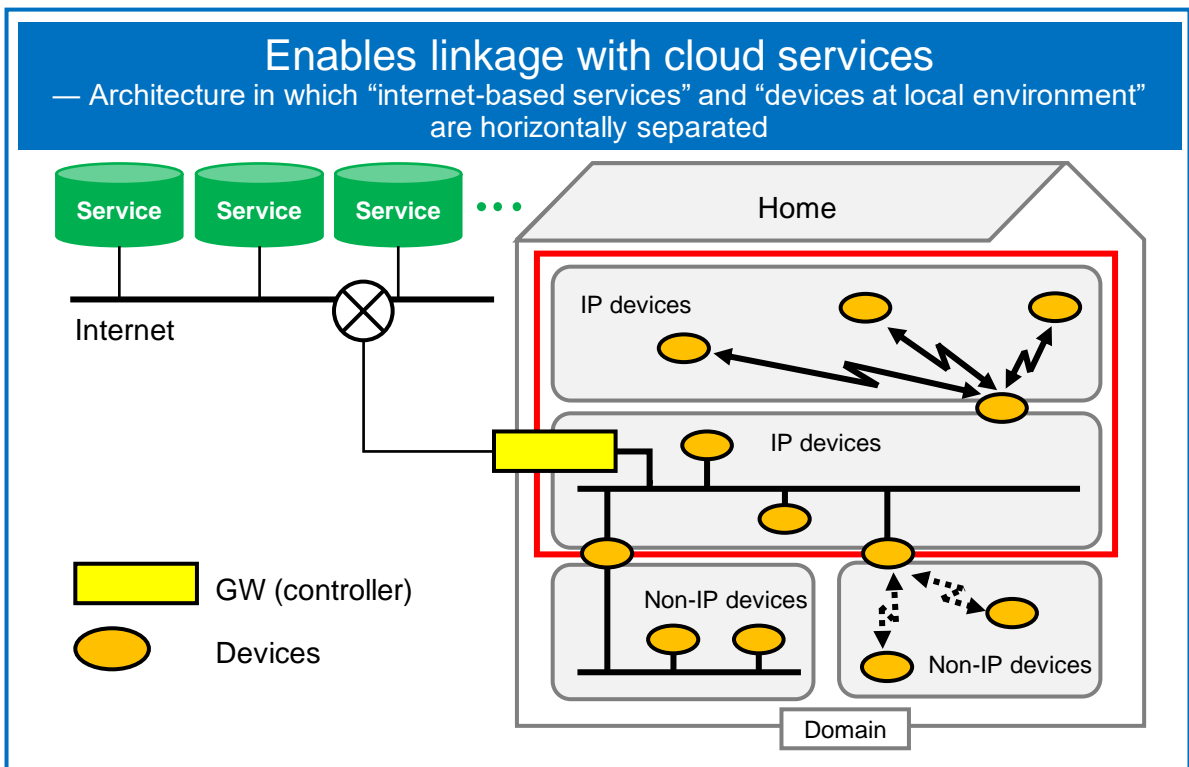 Enables linkage with cloud services
— Architecture in which “internet-based services” and “devices at local environment”
are horizontally separated
Service
Service
Service
Home
IP devices
Internet
IP devices
GW (controller)
Non-IP devices
Devices
Non-IP devices
Domain